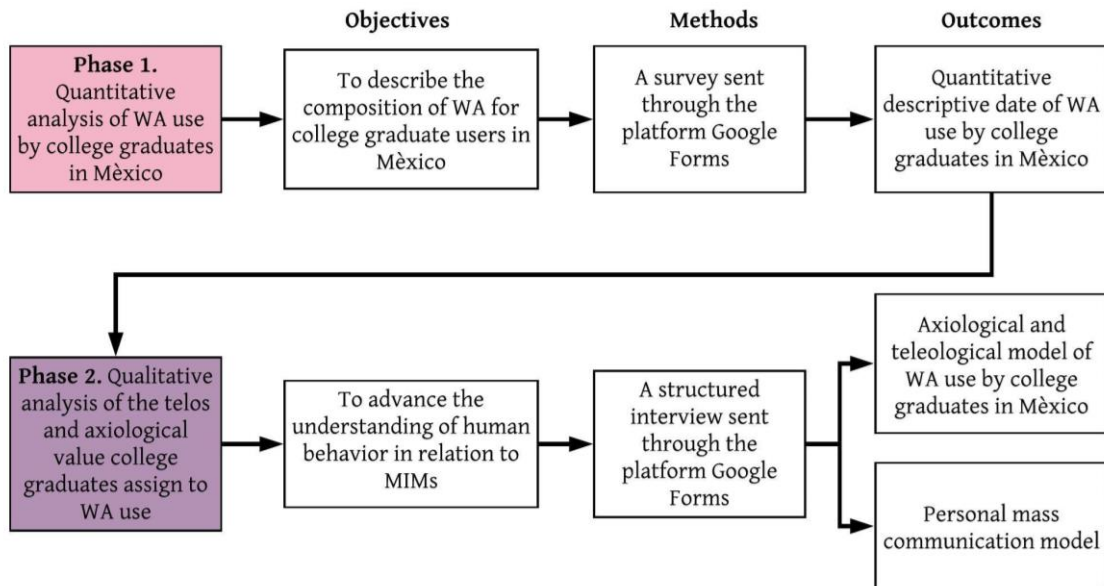 Objectives
Methods
Outcomes
Phase 1.
Quantitative
analysis of WA use
by college graduates
in Mèxico
To describe the
composition of WA for
college graduate users in
Mèxico
A survey sent
through the
platform Google
Forms
Quantitative
descriptive date of WA
use by college
graduates in Mèxico
Phase 2. Qualitative
analysis of the telos
and axiological
value college
graduates assign to
WA use
To advance the
understanding of human
behavior in relation to
MIMs
A structured
interview sent
through the
platform Google
Forms
Axiological and
teleological model of
WA use by college
graduates in Mèxico
Personal mass
communication model